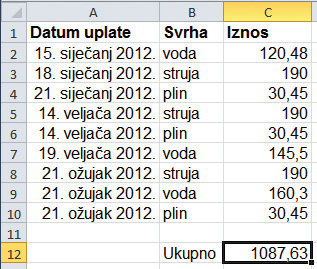 A B C
1 Datum uplate Svrha Iznos
2 15. siječanj 2012. voda 120,48
3 18. siječanj 2012. struja 190
4 21. siječanj 2012. plin 30,45
5 14. veljača 2012. struja 190
6 14. veljača 2012. plin 30,45
7 19. veljača 2012. voda 145,5
8 21. ožujak 2012. struja 190
9 21. ožujak 2012. voda 160,3
10 21. ožujak 2012. plin 30,45
11
12 Ukupno 1087,63